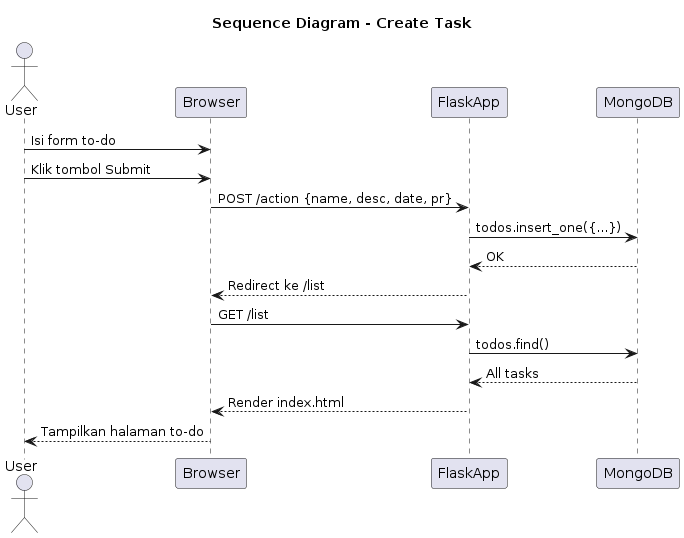 Sequence Diagram - Create Task
User
Browser
FlaskApp
MongoDB
Isi form to-do
Klik tombol Submit
POST /action {name, desc, date, pr}
todos.insert_one({...})
OK
Redirect ke /list
GET /list
todos.find()
All tasks
Render index.html
Tampilkan halaman to-do
User
Browser
FlaskApp
MongoDB